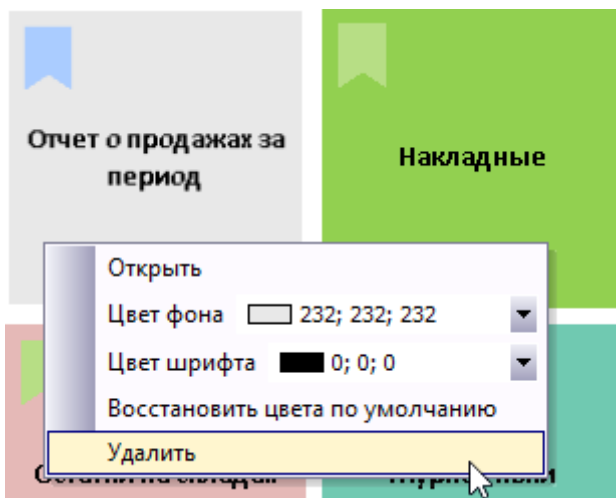 Отчет о продажах за
период
Накладные
Открыть
Цвет фона 232; 232; 232
Цвет шрифта 0; 0; 0
Восстановить цвета по умолчанию
Удалить